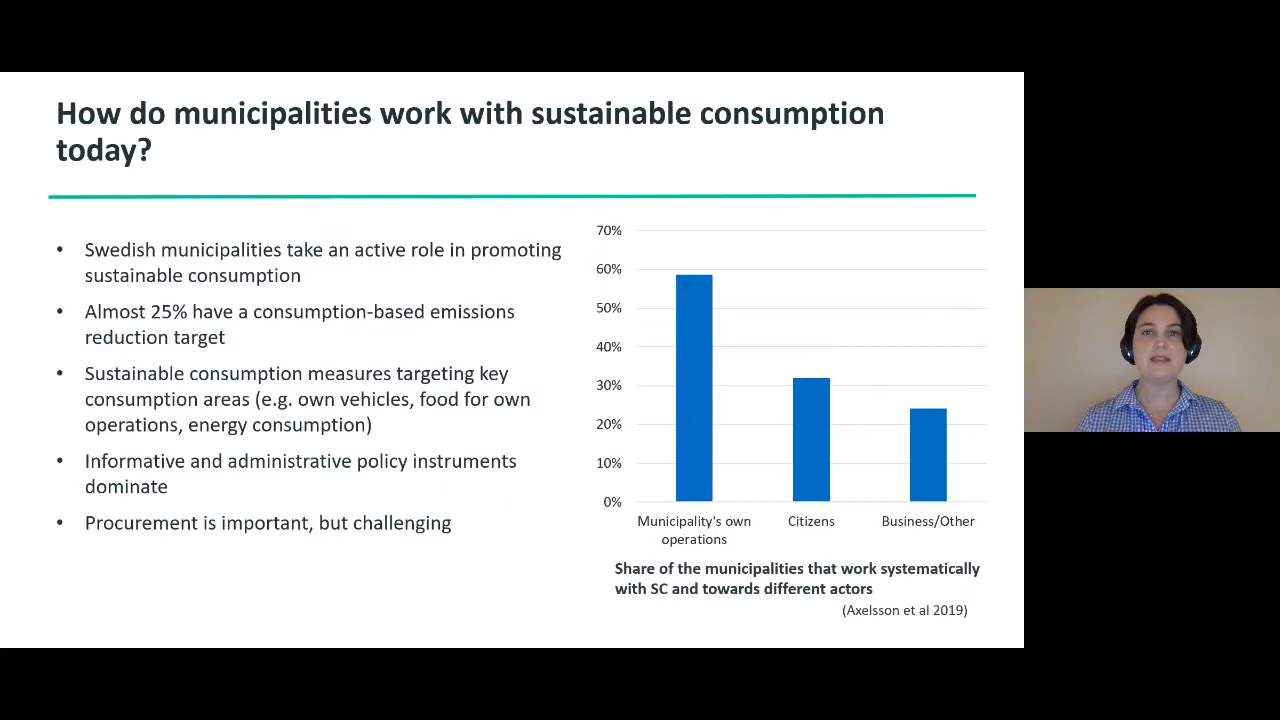 How do municipalities work with sustainable consumption
today?
• Swedish municipalities take an active role in promoting
sustainable consumption
• Almost 25% have a consumption-based emissions
reduction target
• Sustainable consumption measures targeting key
consumption areas (e.g. own vehicles, food for own
operations, energy consumption)
• Informative and administrative policy instruments
dominate
• Procurement is important, but challenging
70%
60%
50%
40%
30%
20%
10%
0%
Municipality's own
operations
Citizens
Business/Other
Share of the municipalities that work systematically
with SC and towards different actors
(Axelsson et al 2019)